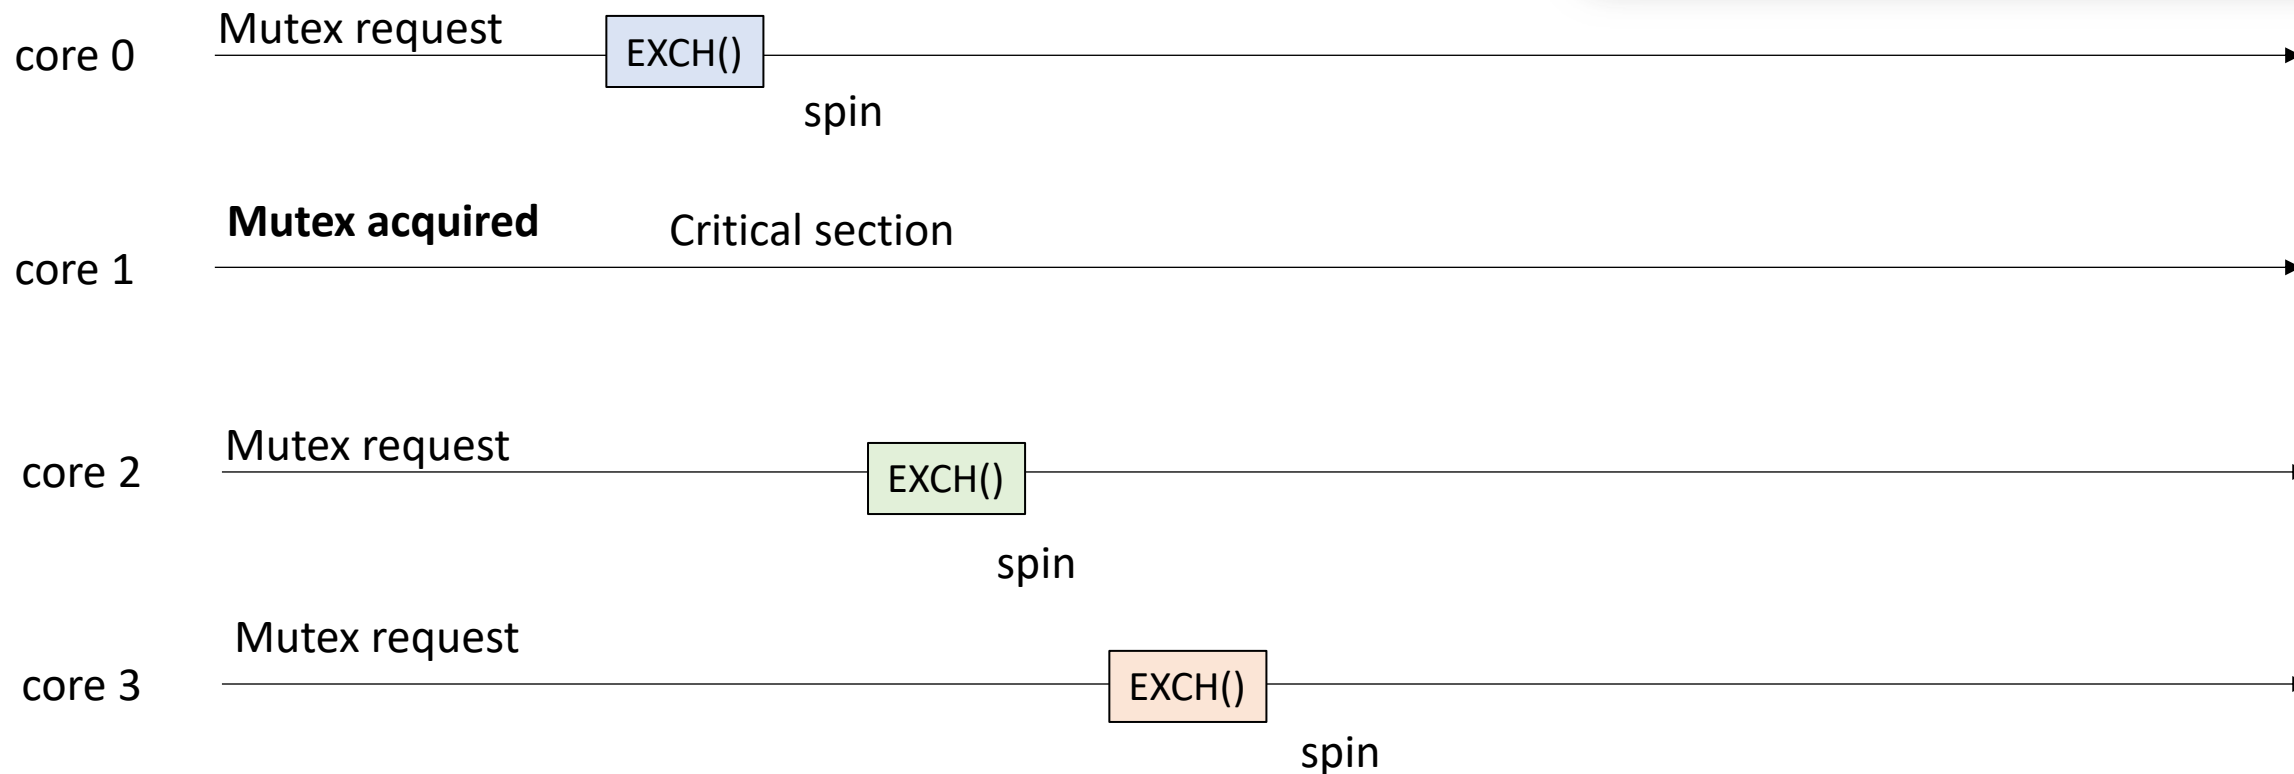 Mutex request
core 0
EXCH()
spin
Mutex acquired
Critical section
core 1
Mutex request
core 2
EXCH()
spin
Mutex request
core 3
EXCH()
spin